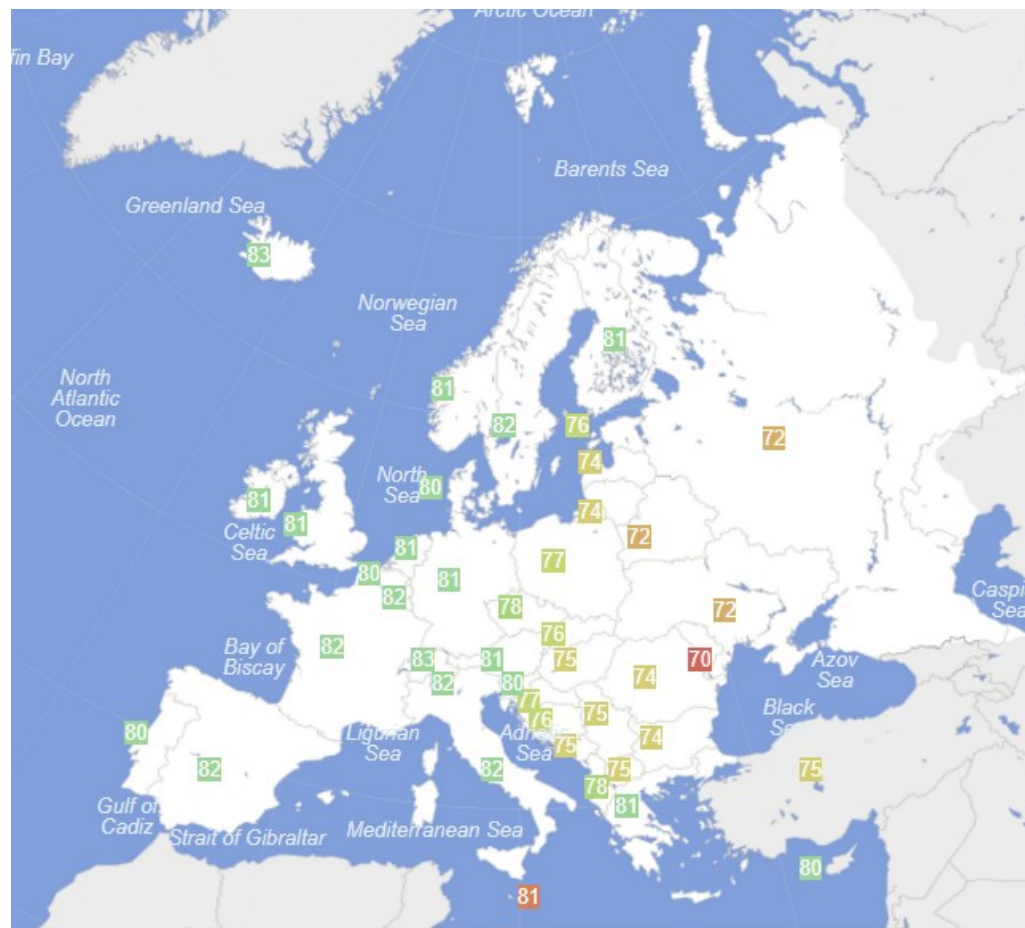 Arctic Ocean
fin Bay
Barents Sea
Greenland Sea
83
Norwegian
Sea
81
81
North
Atlantic
Ocean
82
76
72
74
North
Sea
80
81
81
74
Celtic
Sea
72
81
80
81
77
82
78
72
Caspi
Sea
76
Bay of
Biscay
82
83
81
75
70
Azov
Sea
82
80
74
77
76
75
Black
80
Ligurian
Sea
Sea
75
74
82
82
75
75
78
81
Gulf of
Cadiz
Strait of Gibraltar
Mediterranean Sea
80
81